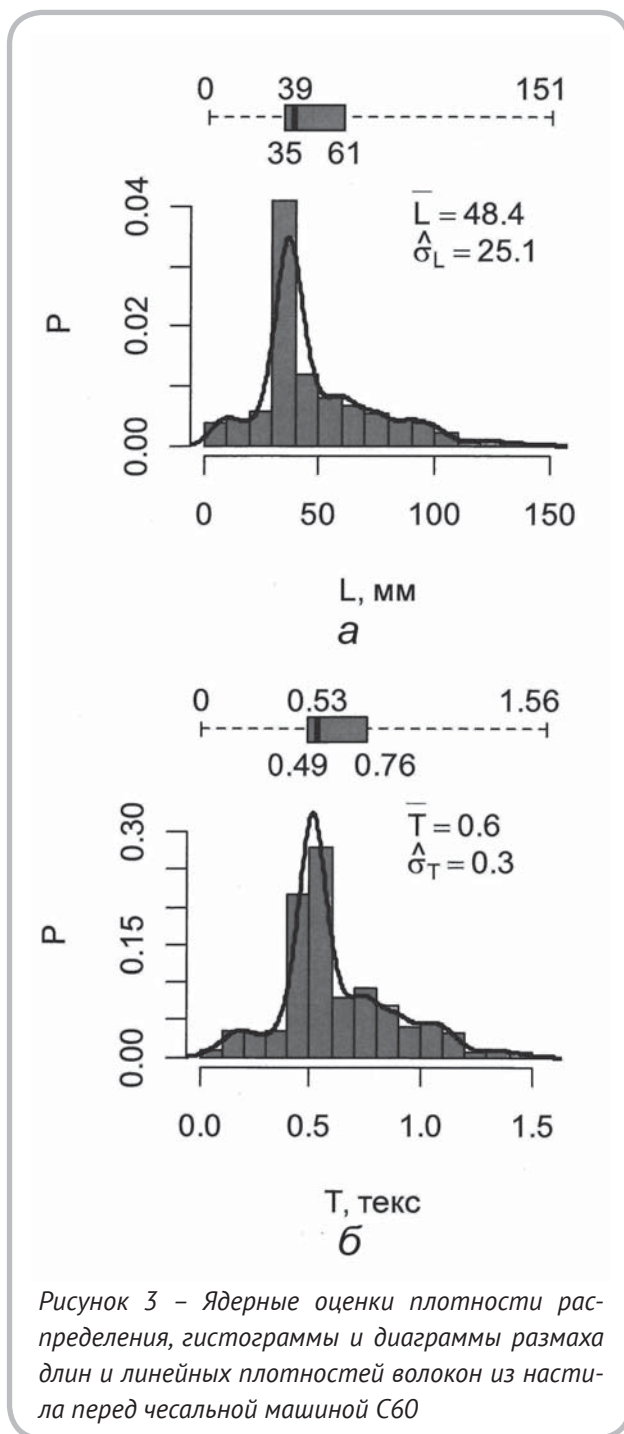 0 39 151
35 61
L̅ = 48.4
σ̂L = 25.1
0.04
0.02
0.00
P
0 50 100 150
L, мм
а
0 0.53 1.56
0.49 0.76
T̅ = 0.6
σ̂T = 0.3
0.30
0.15
0.00
P
0.0 0.5 1.0 1.5
T, текс
б
Рисунок 3 – Ядерные оценки плотности рас-
пределения, гистограммы и диаграммы размаха
длин и линейных плотностей волокон из насти-
ла перед чесальной машиной С60